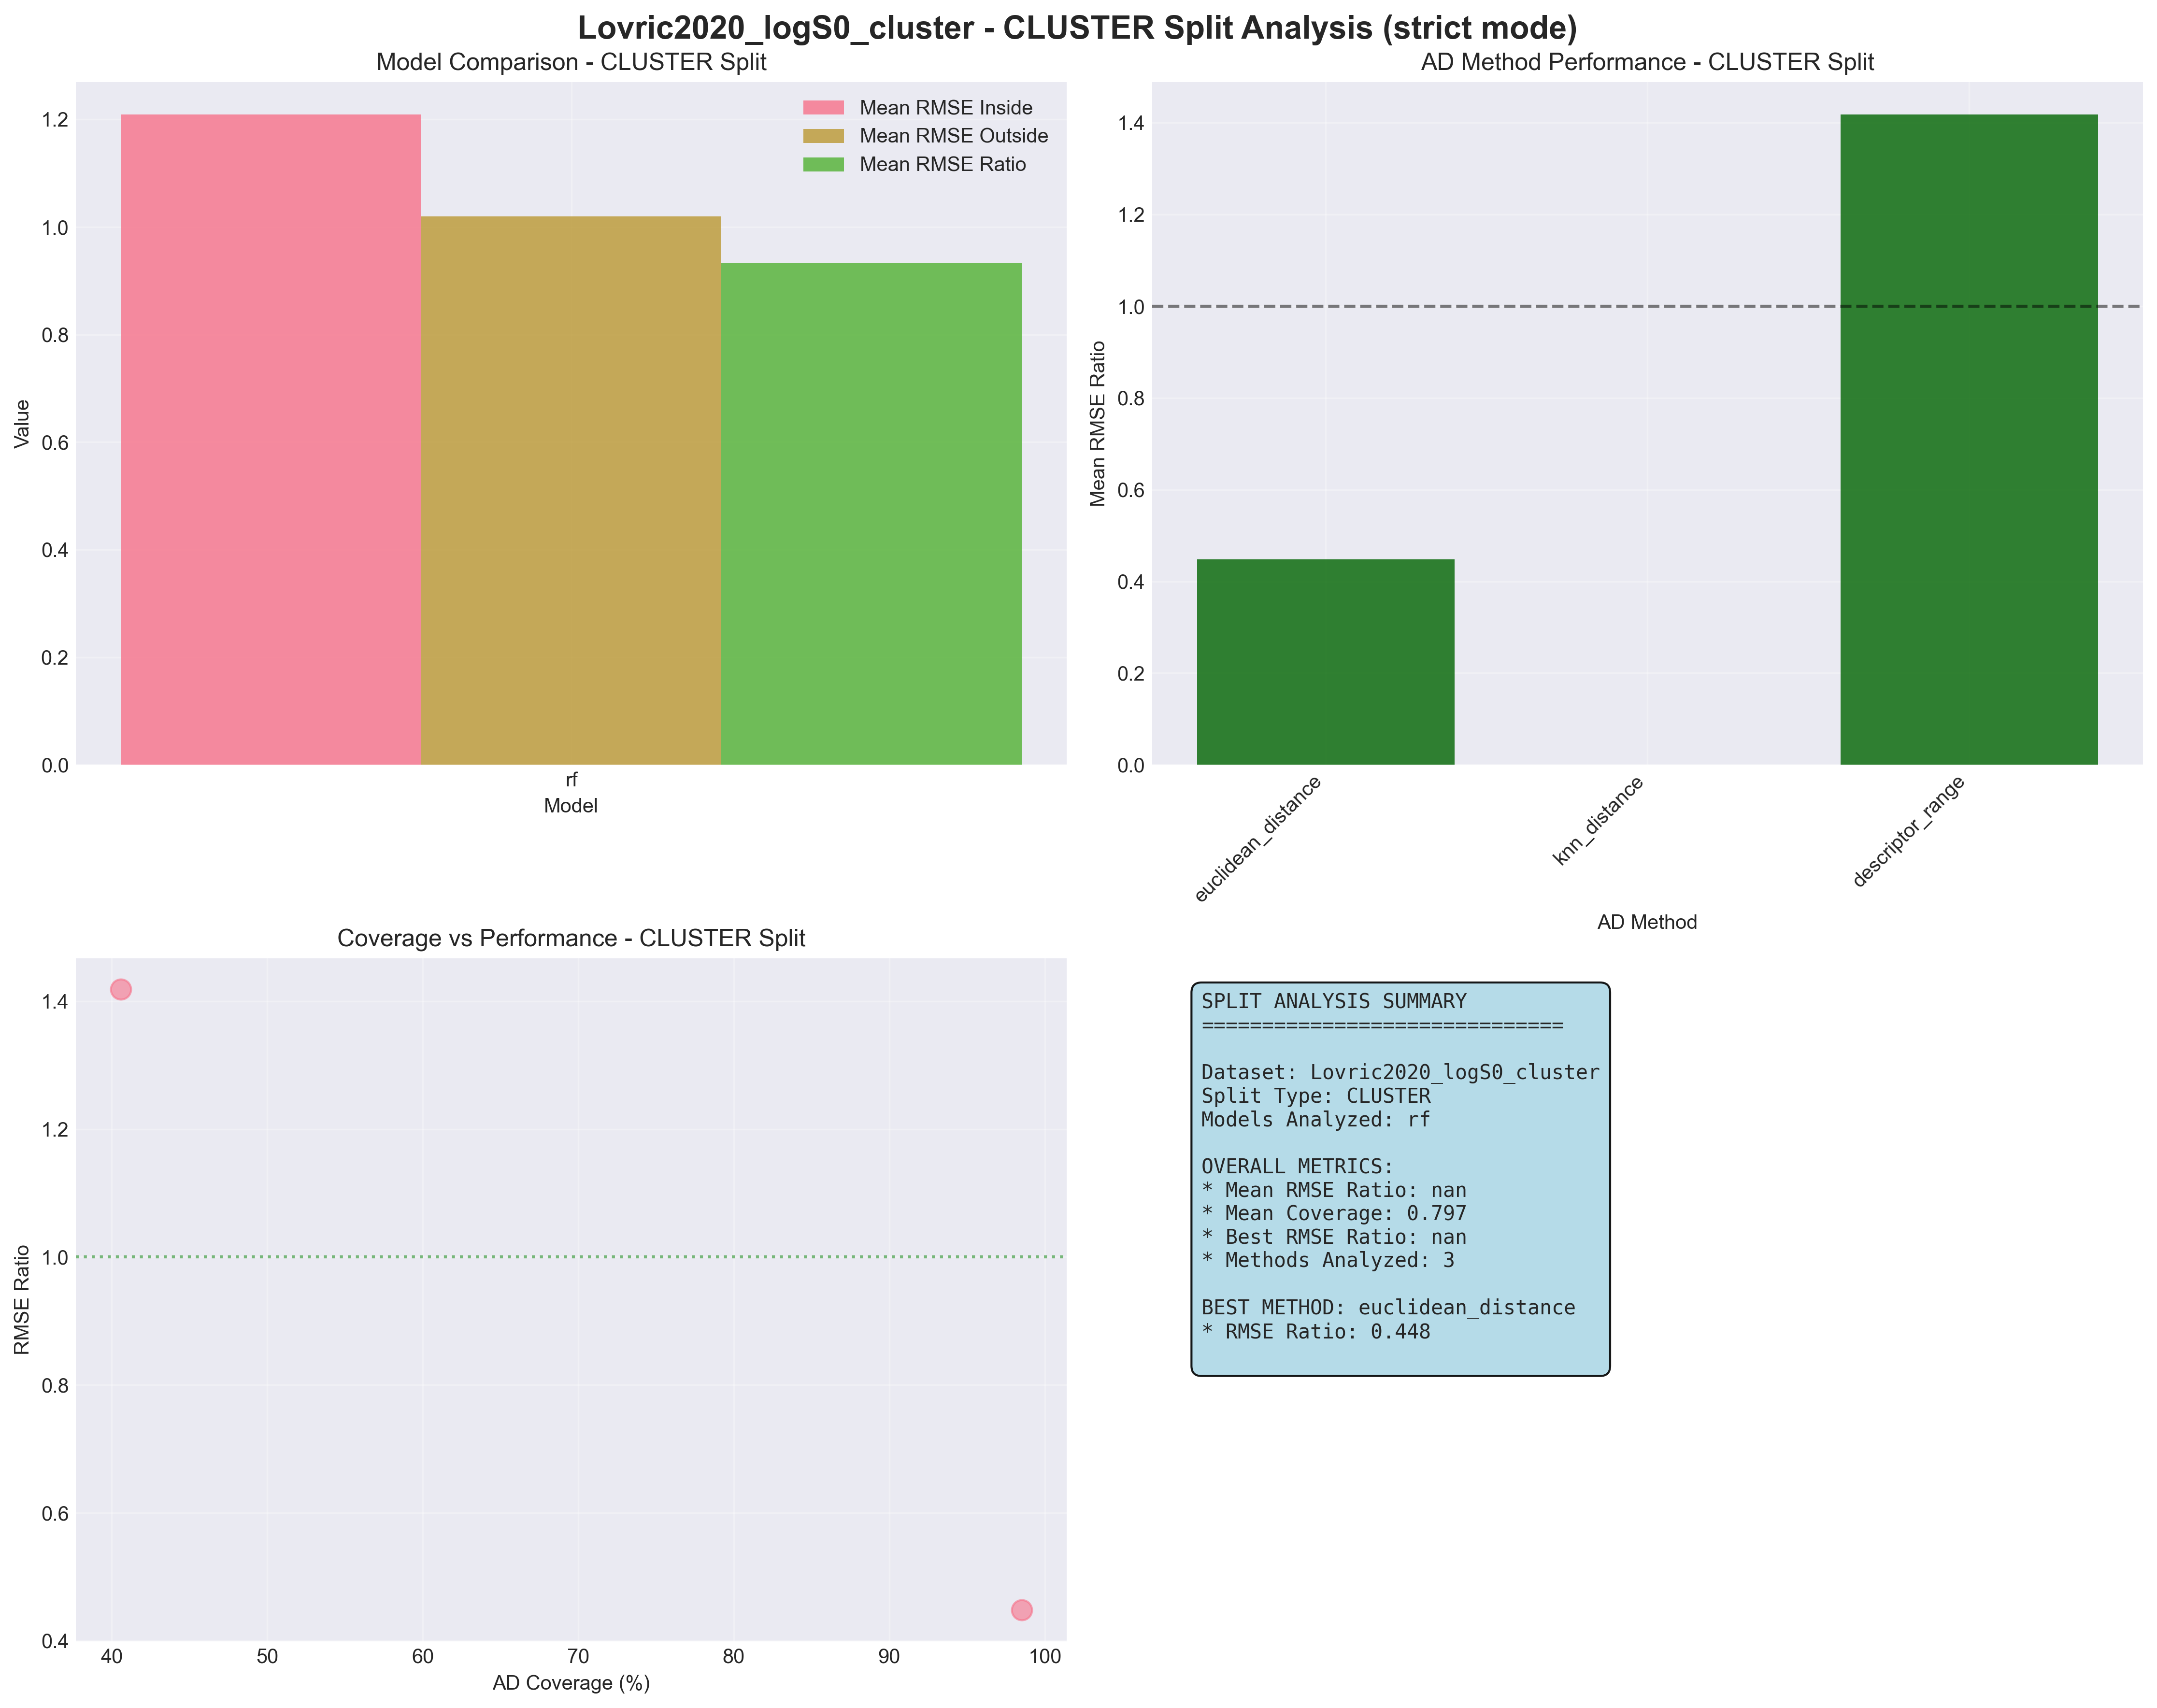 Lovric2020_logS0_cluster - CLUSTER Split Analysis (strict mode)
Model Comparison - CLUSTER Split
Mean RMSE Inside
Mean RMSE Outside
Mean RMSE Ratio
1.2
1.0
0.8
0.6
0.4
0.2
0.0
Value
rf
Model
AD Method Performance - CLUSTER Split
1.4
1.2
1.0
0.8
0.6
0.4
0.2
0.0
Mean RMSE Ratio
euclidean_distance
knn_distance
descriptor_range
AD Method
Coverage vs Performance - CLUSTER Split
1.4
1.2
1.0
0.8
0.6
0.4
RMSE Ratio
40 50 60 70 80 90 100
AD Coverage (%)
SPLIT ANALYSIS SUMMARY
==============================
Dataset: Lovric2020_logS0_cluster
Split Type: CLUSTER
Models Analyzed: rf
OVERALL METRICS:
* Mean RMSE Ratio: nan
* Mean Coverage: 0.797
* Best RMSE Ratio: nan
* Methods Analyzed: 3
BEST METHOD: euclidean_distance
* RMSE Ratio: 0.448